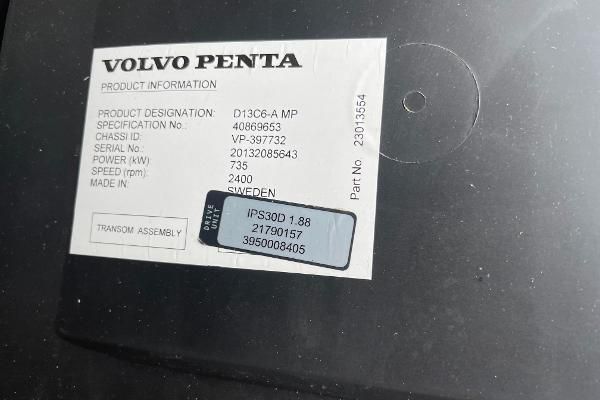 VOLVO PENTA
PRODUCT INFORMATION
PRODUCT DESIGNATION: D13C6-A MP
SPECIFICATION No.: 40869653
CHASSI ID: VP-397732
SERIAL No.: 20132085643
POWER (kW): 735
SPEED (rpm): 2400
MADE IN: SWEDEN
TRANSOM ASSEMBLY
DRIVE UNIT
IPS30D 1.88
21790157
3950008405
Part No. 23013554